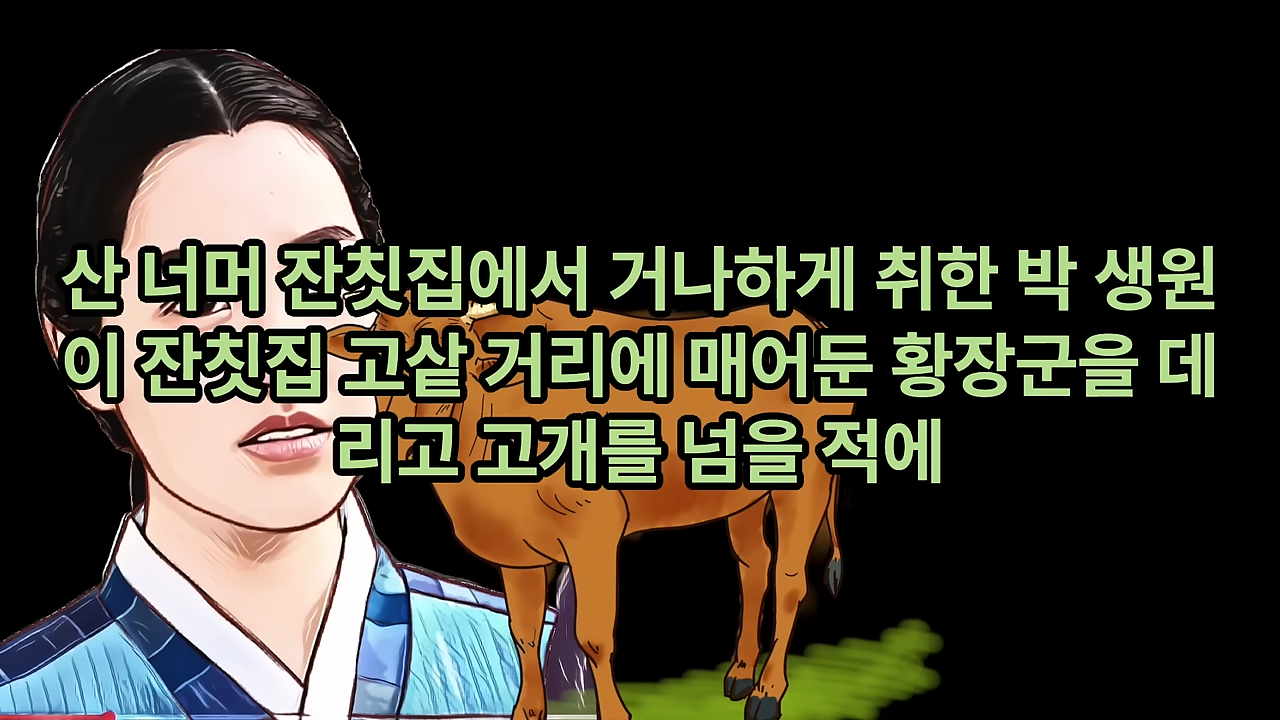 산 너머 잔칫집에서 거나하게 취한 박 생원
이 잔칫집 고샅 거리에 매어둔 황장군을 데
리고 고개를 넘을 적에